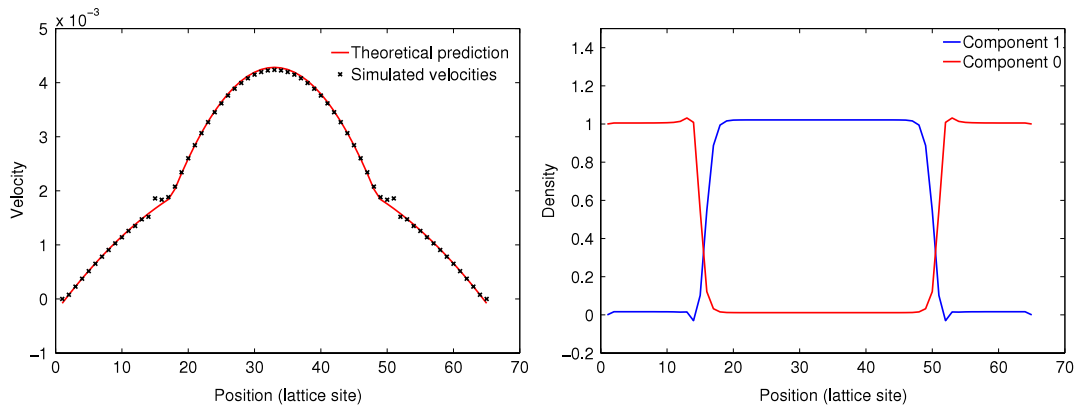 5 x 10−3
Theoretical prediction
Simulated velocities
4
3
2
1
0
−1
Velocity
0 10 20 30 40 50 60 70
Position (lattice site)
Component 1
Component 0
1.4
1.2
1
0.8
0.6
0.4
0.2
0
−0.2
Density
0 10 20 30 40 50 60 70
Position (lattice site)